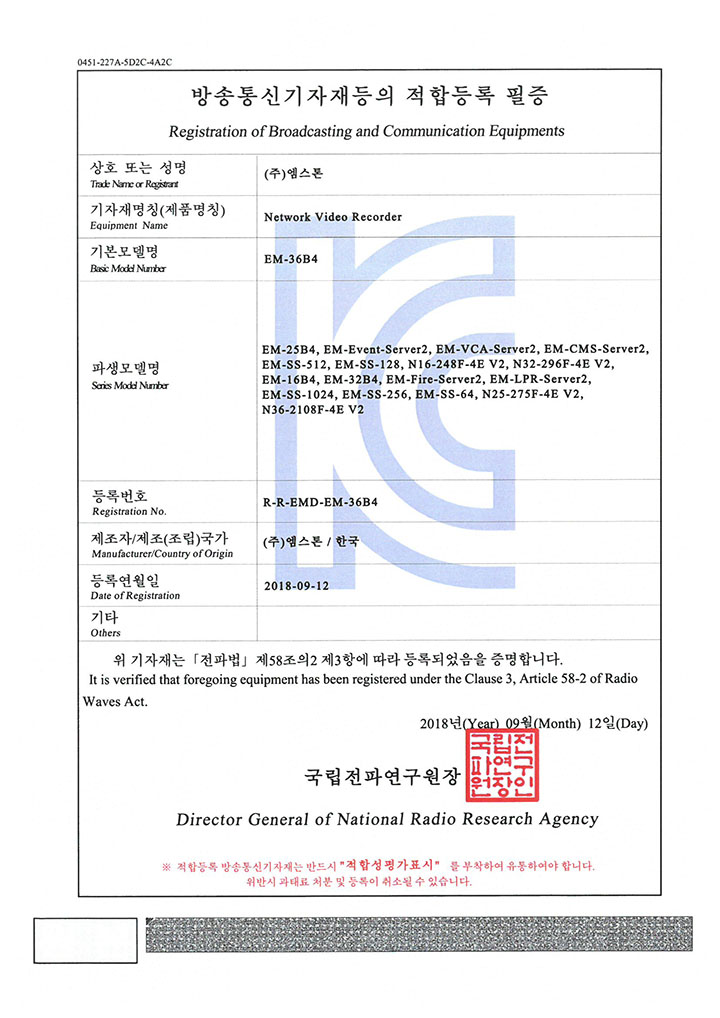 0451-227A-5D2C-4A2C
방송통신기자재등의 적합등록 필증
Registration of Broadcasting and Communication Equipments
상호 또는 성명
Trade Name or Registrant
(주)엠스톤
기자재명칭(제품명칭)
Equipment Name
Network Video Recorder
기본모델명
Basic Model Number
EM-36B4
파생모델명
Series Model Number
EM-25B4, EM-Event-Server2, EM-VCA-Server2, EM-CMS-Server2,
EM-SS-512, EM-SS-128, N16-248F-4E V2, N32-296F-4E V2,
EM-16B4, EM-32B4, EM-Fire-Server2, EM-LPR-Server2,
EM-SS-1024, EM-SS-256, EM-SS-64, N25-275F-4E V2,
N36-2108F-4E V2
등록번호
Registration No.
R-R-EMD-EM-36B4
제조자/제조(조립)국가
Manufacturer/Country of Origin
(주)엠스톤 / 한국
등록연월일
Date of Registration
2018-09-12
기타
Others
위 기자재는「전파법」제58조의2 제3항에 따라 등록되었음을 증명합니다.
It is verified that foregoing equipment has been registered under the Clause 3, Article 58-2 of Radio
Waves Act.
2018년(Year) 09월(Month) 12일(Day)
국립전파연구원장
국립전
파연구
원장인
Director General of National Radio Research Agency
※ 적합등록 방송통신기자재는 반드시 "적합성평가표시" 를 부착하여 유통하여야 합니다.
위반시 과태료 처분 및 등록이 취소될 수 있습니다.